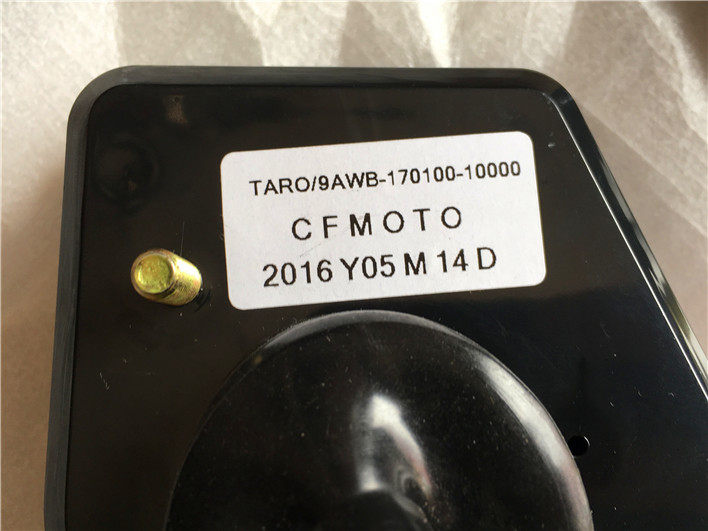 TARO/9AWB-170100-10000
CFMOTO
2016 Y05 M 14 D